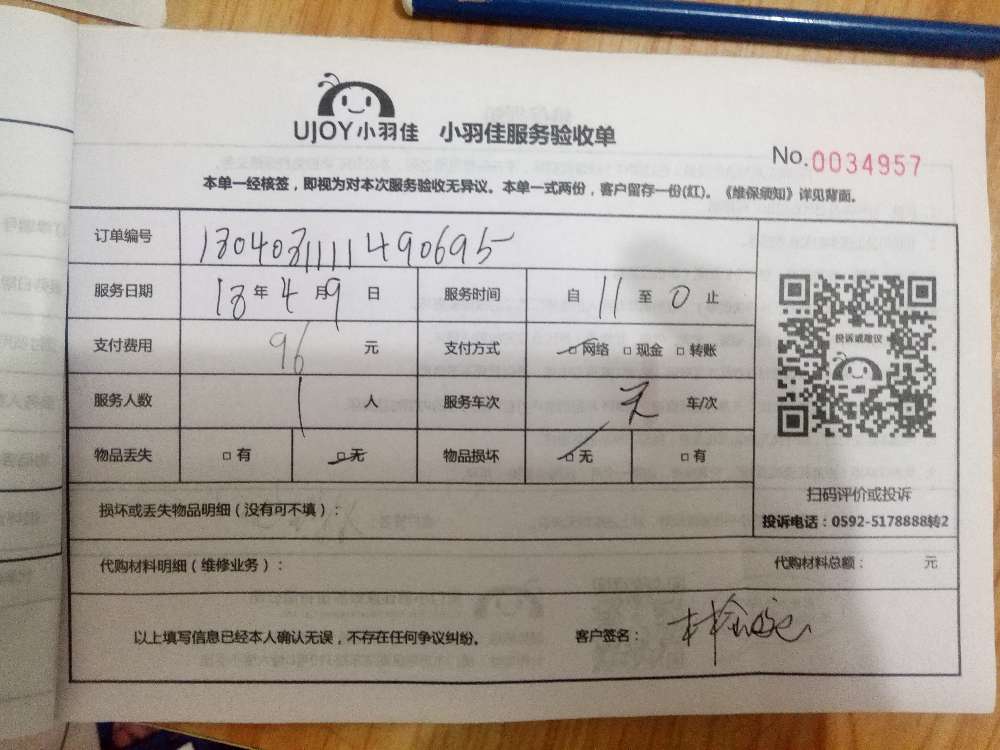 UJOY小羽佳 小羽佳服务验收单
No.0034957
本单一经核签，即视为对本次服务验收无异议。本单一式两份，客户留存一份(红)。《维保须知》详见背面。
订单编号 1804081111490695
服务日期 18年4月9日 服务时间 自11至0止
支付费用 96元 支付方式 □网络 □现金 □转账
服务人数 1人 服务车次 无 车/次
物品丢失 □有 □无 物品损坏 □无 □有
投诉或建议
扫码评价或投诉
投诉电话：0592-5178888转2
损坏或丢失物品明细（没有可不填）：
代购材料明细（维修业务）： 代购材料总额： 元
以上填写信息已经本人确认无误，不存在任何争议纠纷。 客户签名：